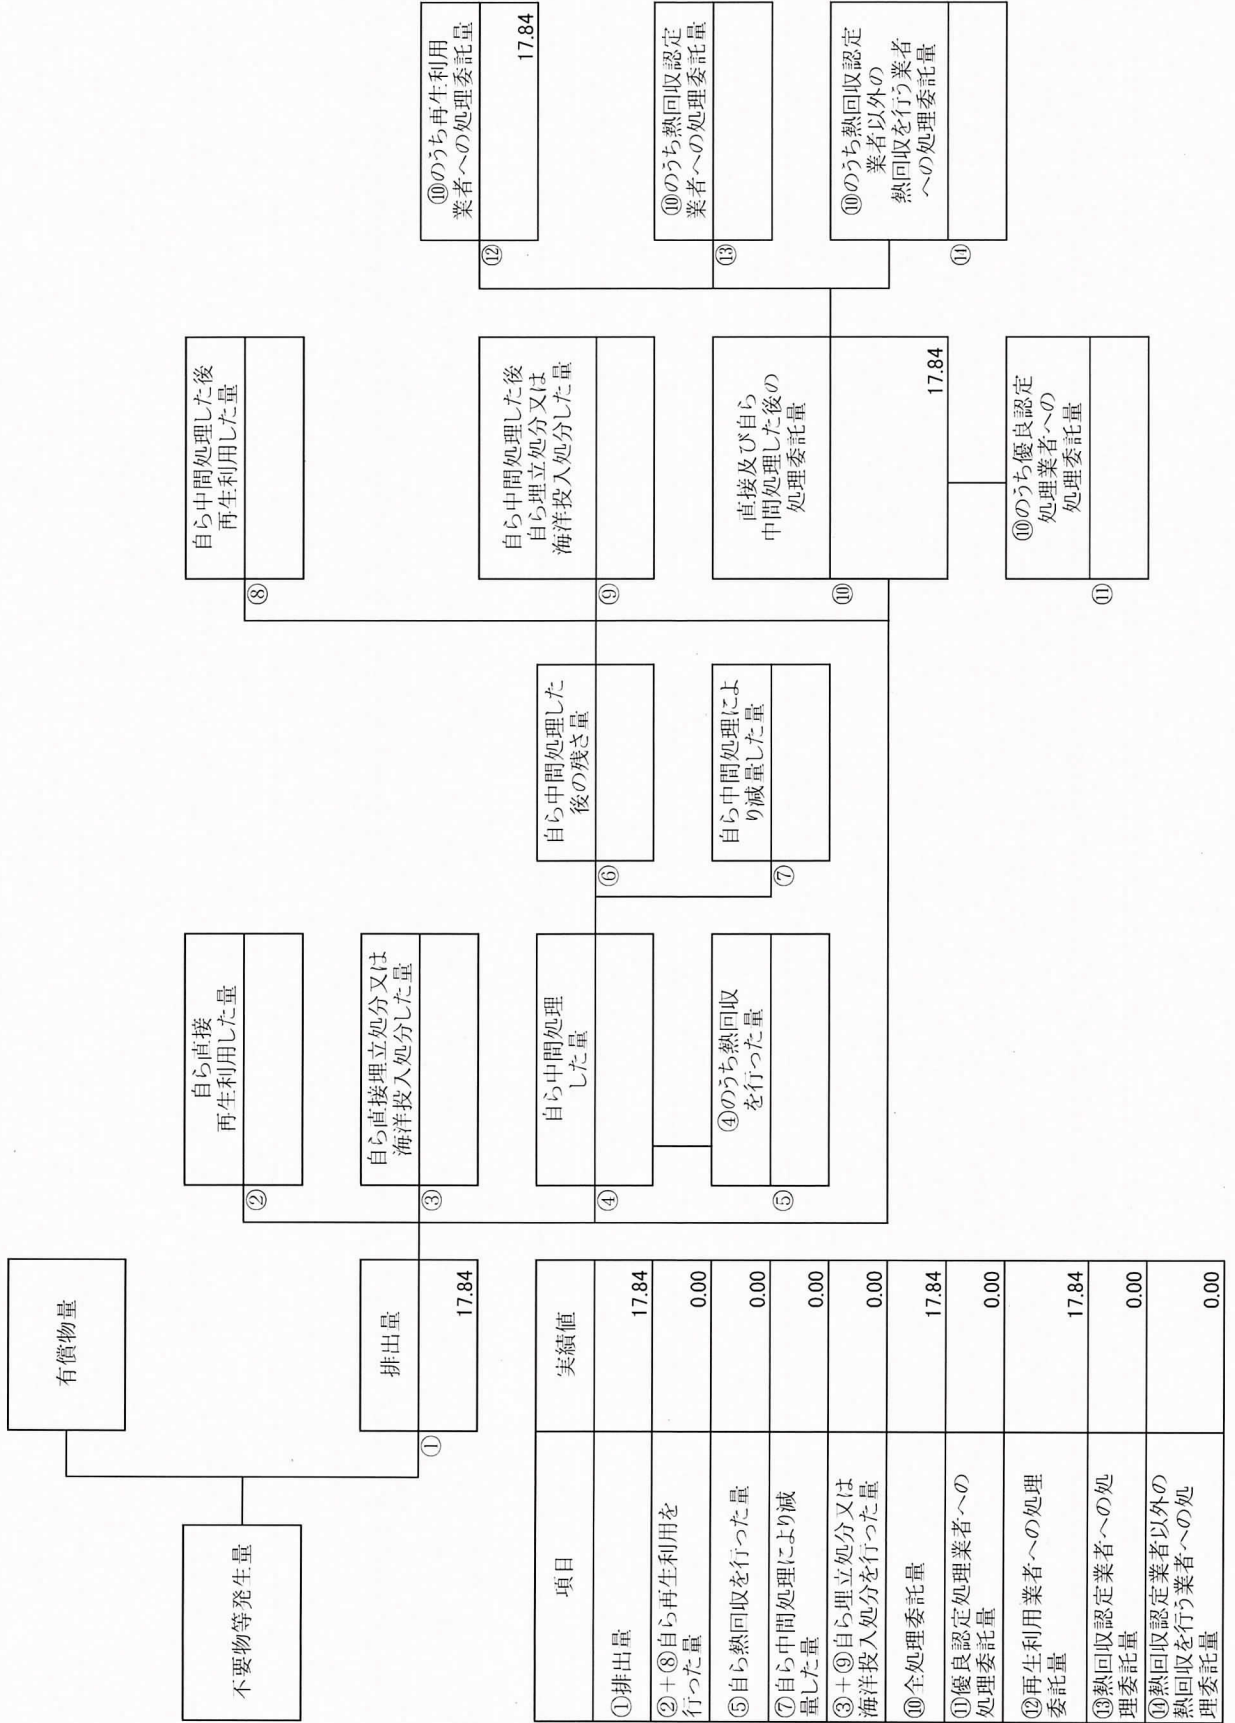 不要物等発生量
有償物量
排出量
①
17.84
自ら直接
再生利用した量
②
自ら直接埋立処分又は
海洋投入処分した量
③
自ら中間処理
した量
④
④のうち熱回収
を行った量
⑤
自ら中間処理した
後の残さ量
⑥
自ら中間処理によ
り減量した量
⑦
自ら中間処理した後
再生利用した量
⑧
自ら中間処理した後
自ら埋立処分又は
海洋投入処分した量
⑨
直接及び自ら
中間処理した後の
処理委託量
⑩
17.84
⑩のうち優良認定
処理業者への
処理委託量
⑪
⑩のうち再生利用
業者への処理委託量
⑫
17.84
⑩のうち熱回収認定
業者への処理委託量
⑬
⑩のうち熱回収認定
業者以外の
熱回収を行う業者
への処理委託量
⑭
項目 実績値
①排出量 17.84
②+⑧自ら再生利用を
行った量 0.00
⑤自ら熱回収を行った量 0.00
⑦自ら中間処理により減
量した量 0.00
③+⑨自ら埋立処分又は
海洋投入処分を行った量 0.00
⑩全処理委託量 17.84
⑪優良認定処理業者への
処理委託量 0.00
⑫再生利用業者への処理
委託量 17.84
⑬熱回収認定業者への処
理委託量 0.00
⑭熱回収認定業者以外の
熱回収を行う業者への処
理委託量 0.00